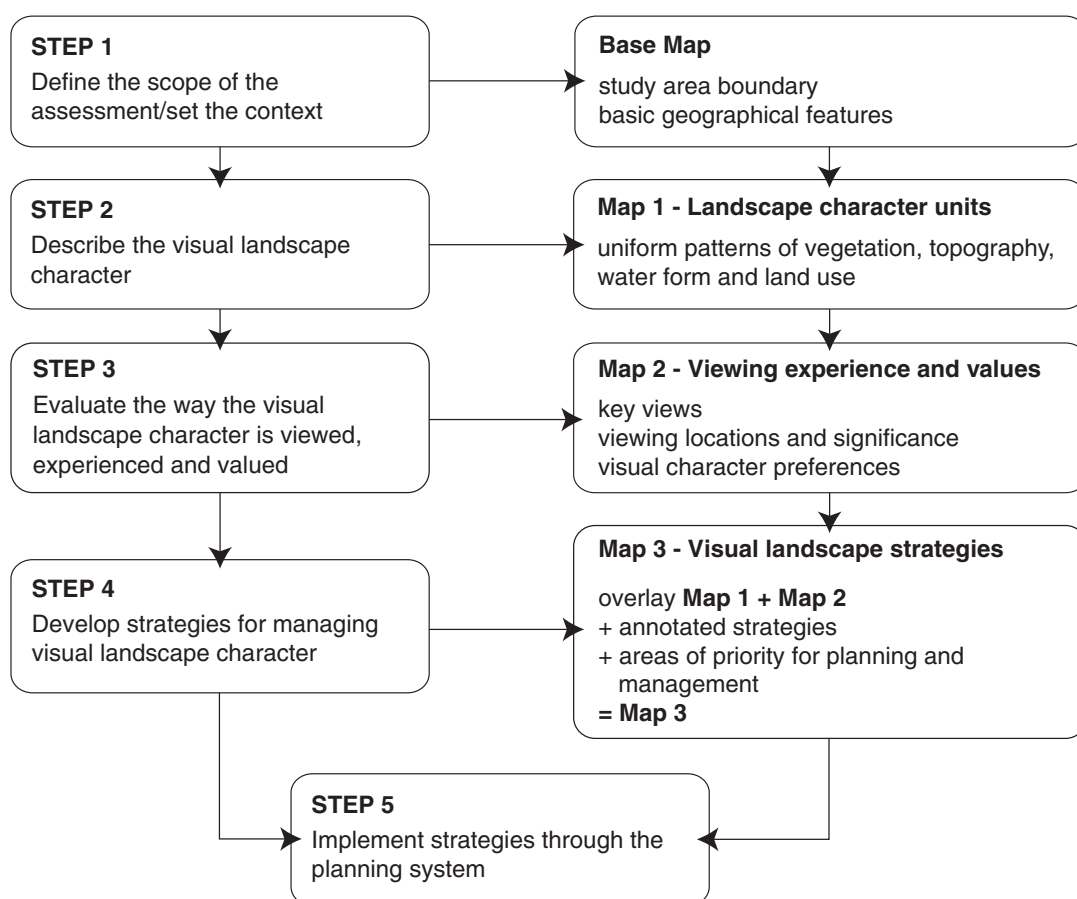 STEP 1
Define the scope of the
assessment/set the context
Base Map
study area boundary
basic geographical features
STEP 2
Describe the visual landscape
character
Map 1 - Landscape character units
uniform patterns of vegetation, topography,
water form and land use
STEP 3
Evaluate the way the visual
landscape character is viewed,
experienced and valued
Map 2 - Viewing experience and values
key views
viewing locations and significance
visual character preferences
STEP 4
Develop strategies for managing
visual landscape character
Map 3 - Visual landscape strategies
overlay Map 1 + Map 2
+ annotated strategies
+ areas of priority for planning and
management
= Map 3
STEP 5
Implement strategies through the
planning system